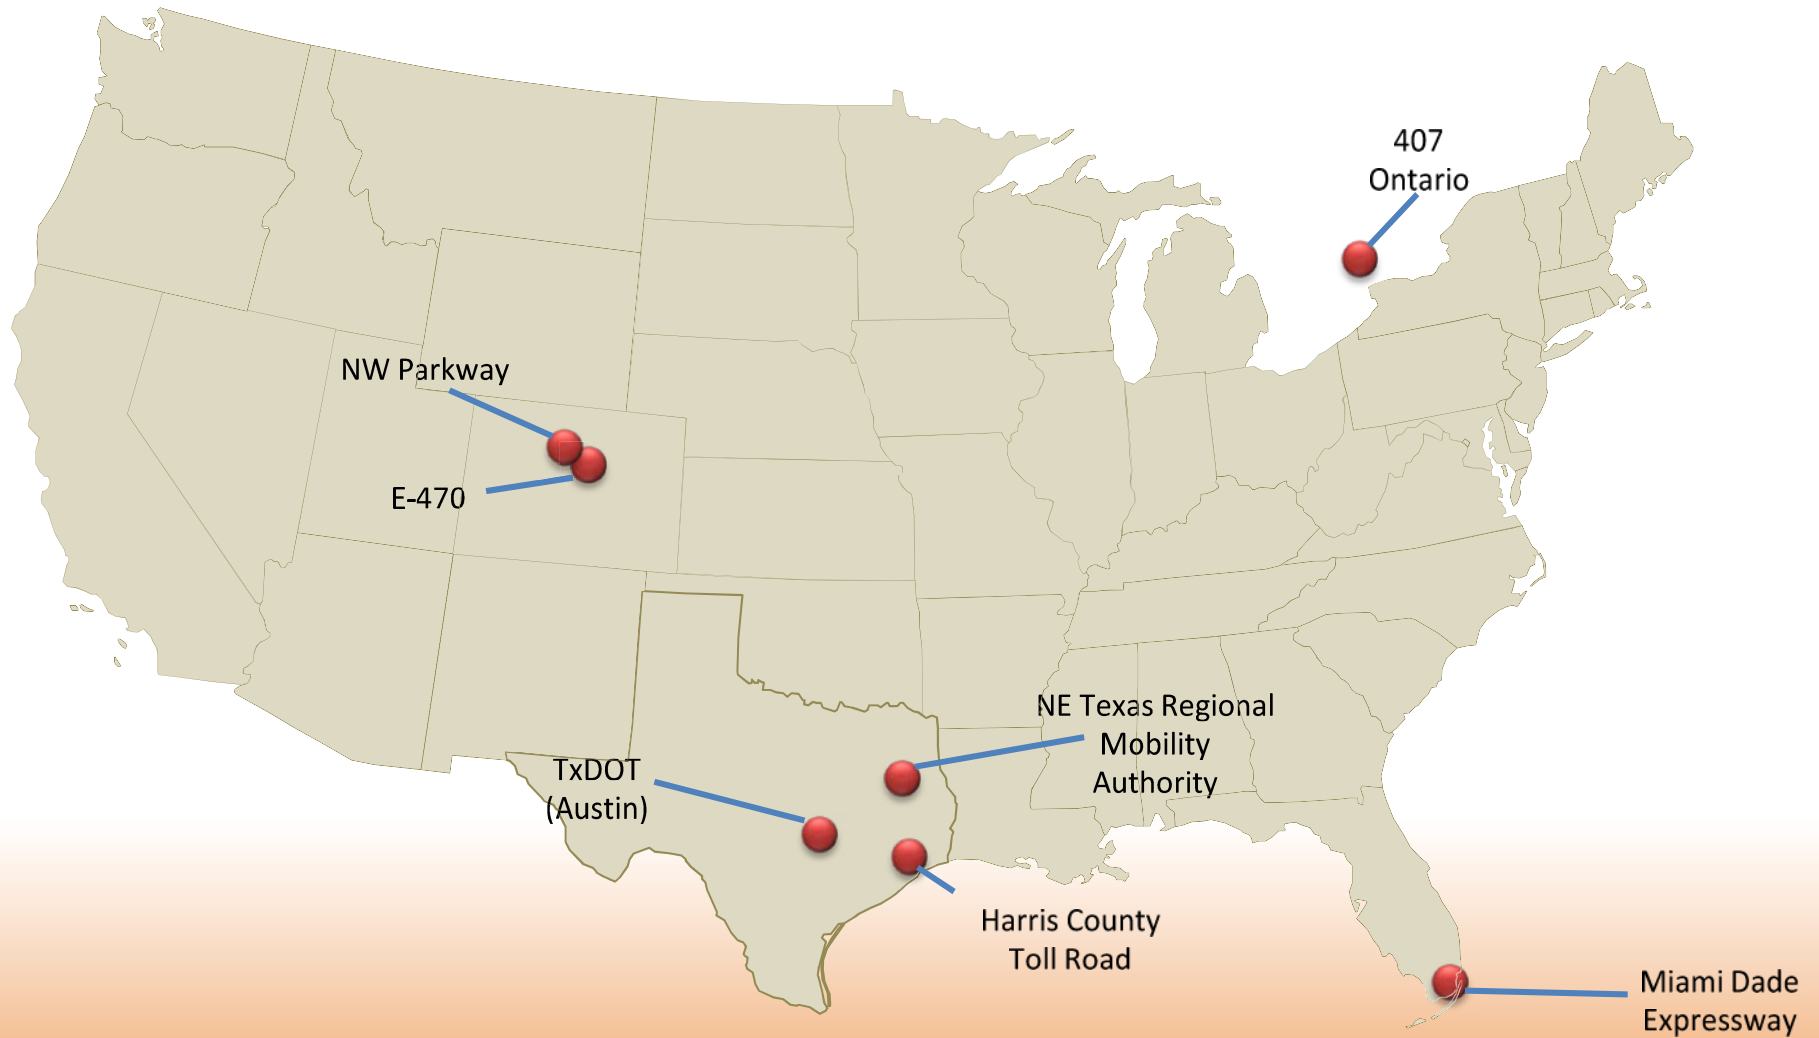 407
Ontario
NW Parkway
E-470
NE Texas Regional
Mobility
Authority
TxDOT
(Austin)
Harris County
Toll Road
Miami Dade
Expressway